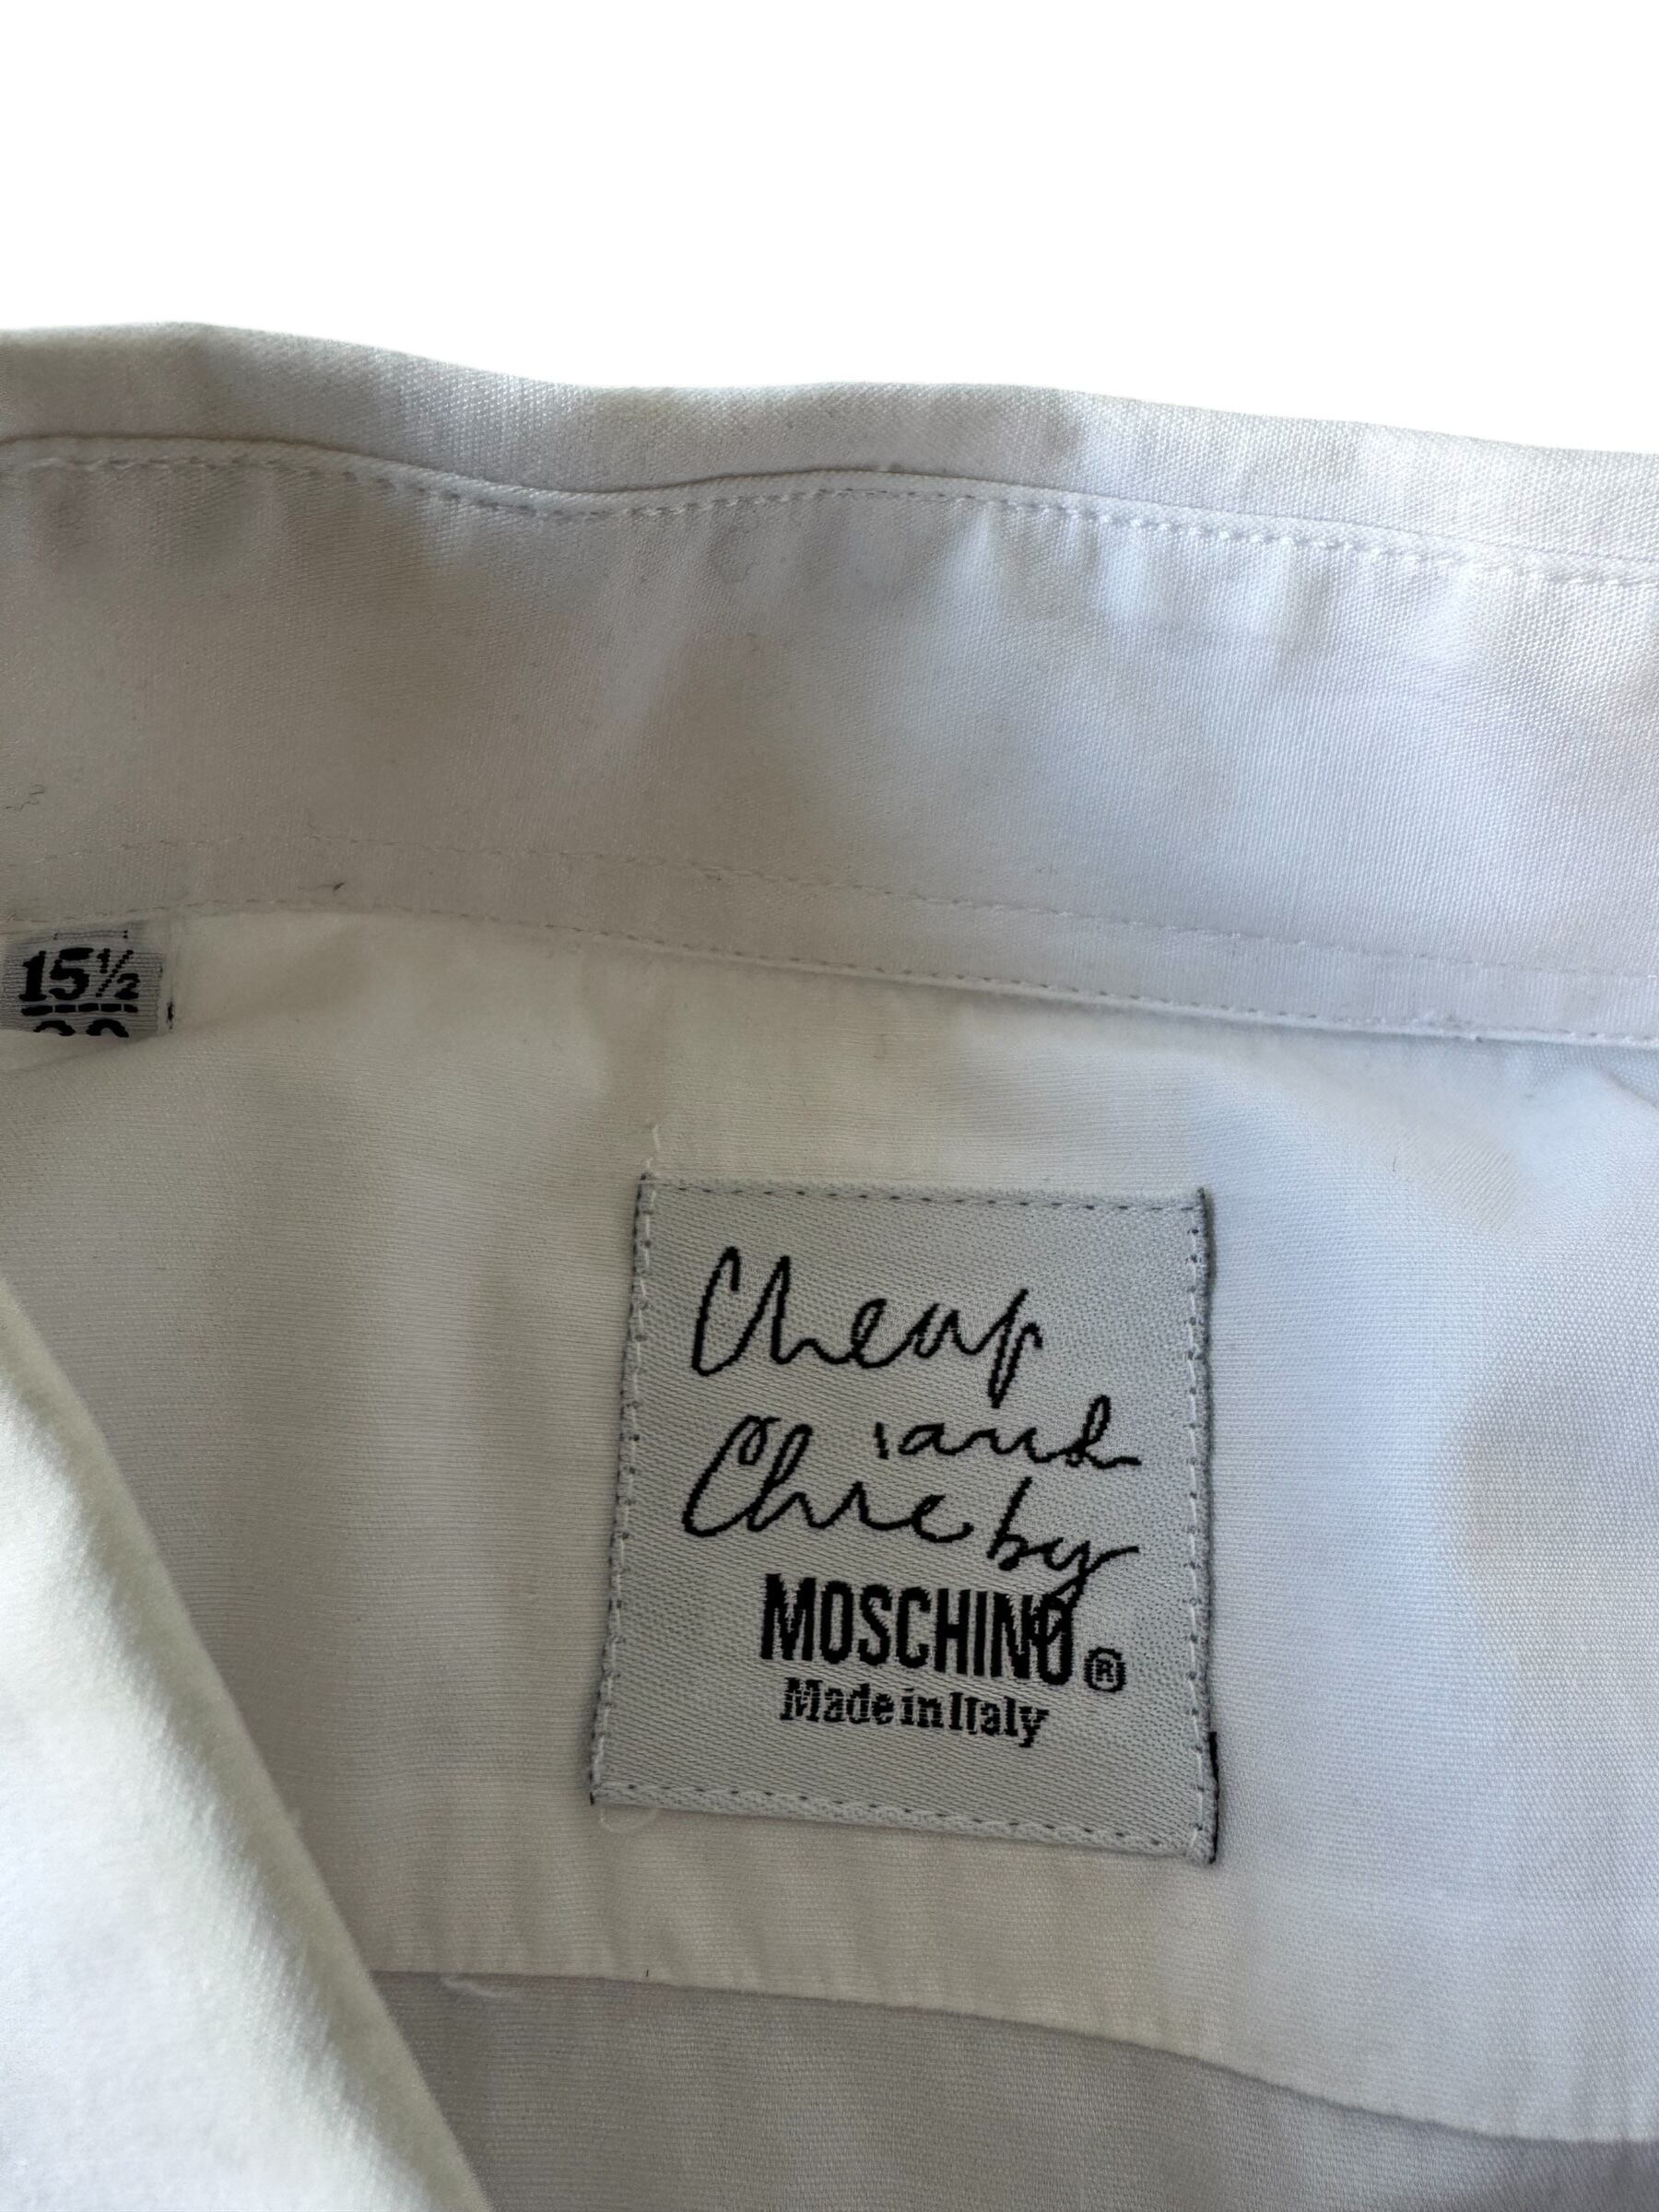 15½
Cheap
and
Chic by
MOSCHINO®
Made in Italy